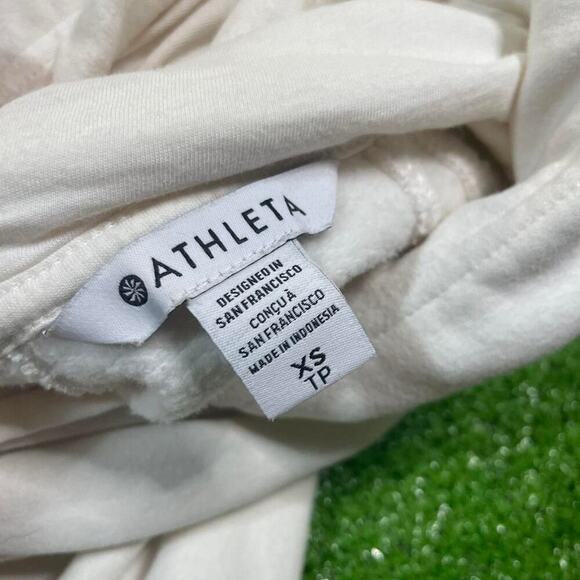 ATHLETA
DESIGNED IN
SAN FRANCISCO
CONÇU À
SAN FRANCISCO
MADE IN INDONESIA
XS
TP